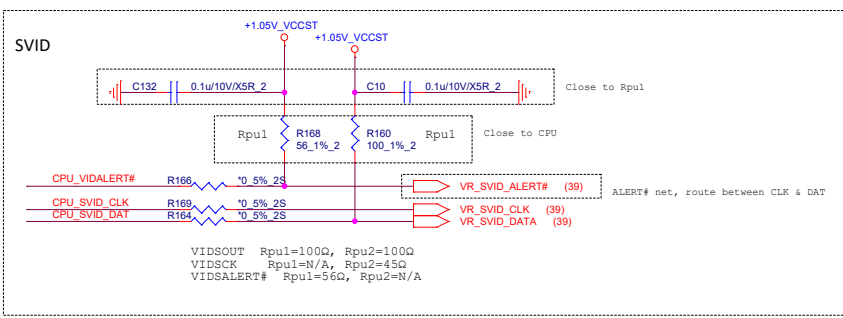 +1.05V_VCCST
+1.05V_VCCST
SVID
C132 0.1u/10V/X5R_2 C10 0.1u/10V/X5R_2 Close to Rpu1
Rpu1 R168 R160 Rpu1 Close to CPU
56_1%_2 100_1%_2
CPU_VIDALERT# R166 *0_5%_2S VR_SVID_ALERT# (39) ALERT# net, route between CLK & DAT
CPU_SVID_CLK R169 *0_5%_2S VR_SVID_CLK (39)
CPU_SVID_DAT R164 *0_5%_2S VR_SVID_DATA (39)
VIDSOUT Rpu1=100Ω, Rpu2=100Ω
VIDSCK Rpu1=N/A, Rpu2=45Ω
VIDSALERT# Rpu1=56Ω, Rpu2=N/A